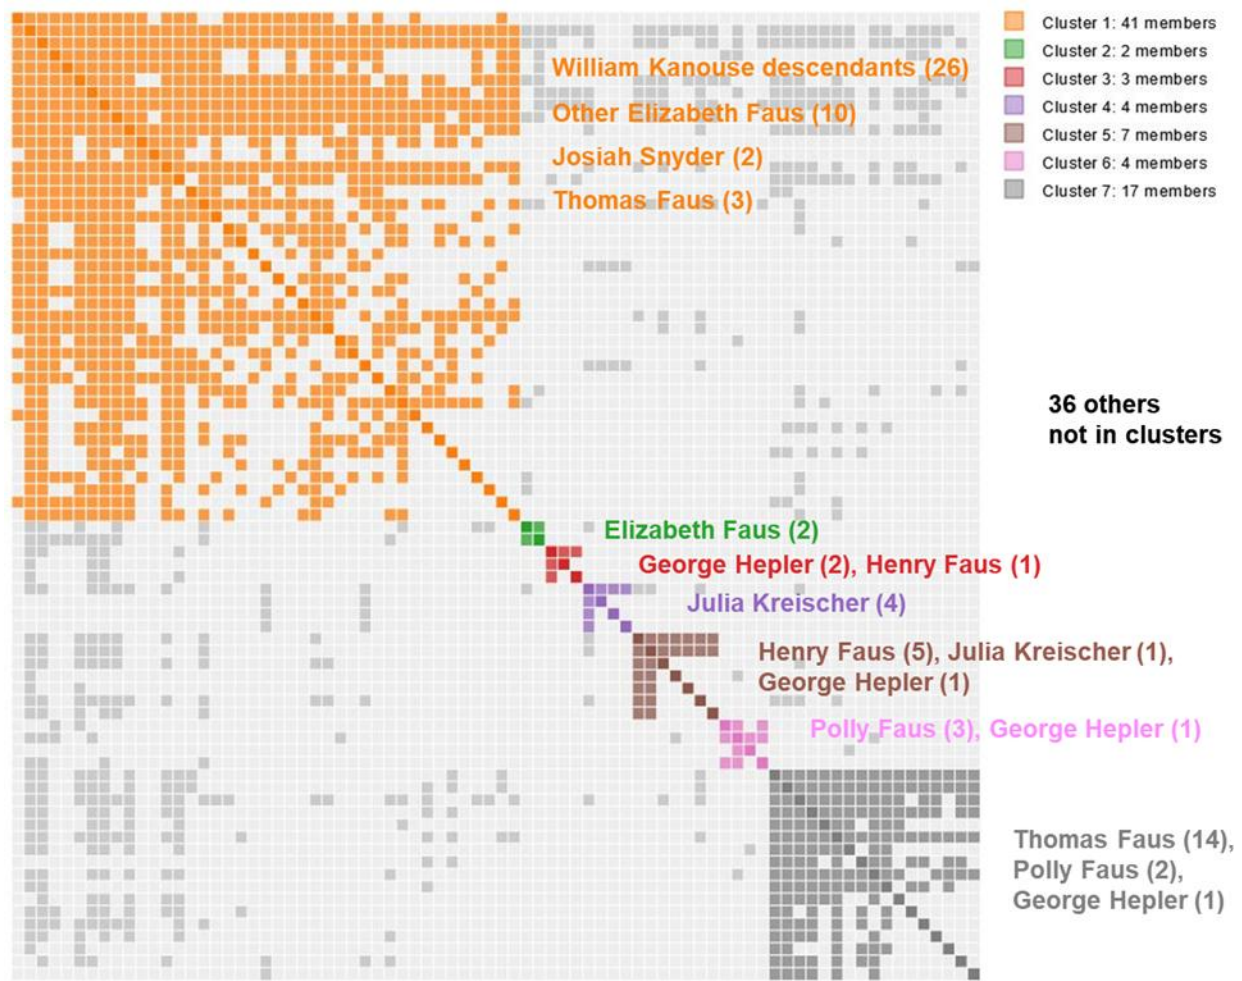 Cluster 1: 41 members
Cluster 2: 2 members
Cluster 3: 3 members
Cluster 4: 4 members
Cluster 5: 7 members
Cluster 6: 4 members
Cluster 7: 17 members
William Kanouse descendants (26)
Other Elizabeth Faus (10)
Josiah Snyder (2)
Thomas Faus (3)
36 others
not in clusters
Elizabeth Faus (2)
George Hepler (2), Henry Faus (1)
Julia Kreischer (4)
Henry Faus (5), Julia Kreischer (1),
George Hepler (1)
Polly Faus (3), George Hepler (1)
Thomas Faus (14),
Polly Faus (2),
George Hepler (1)